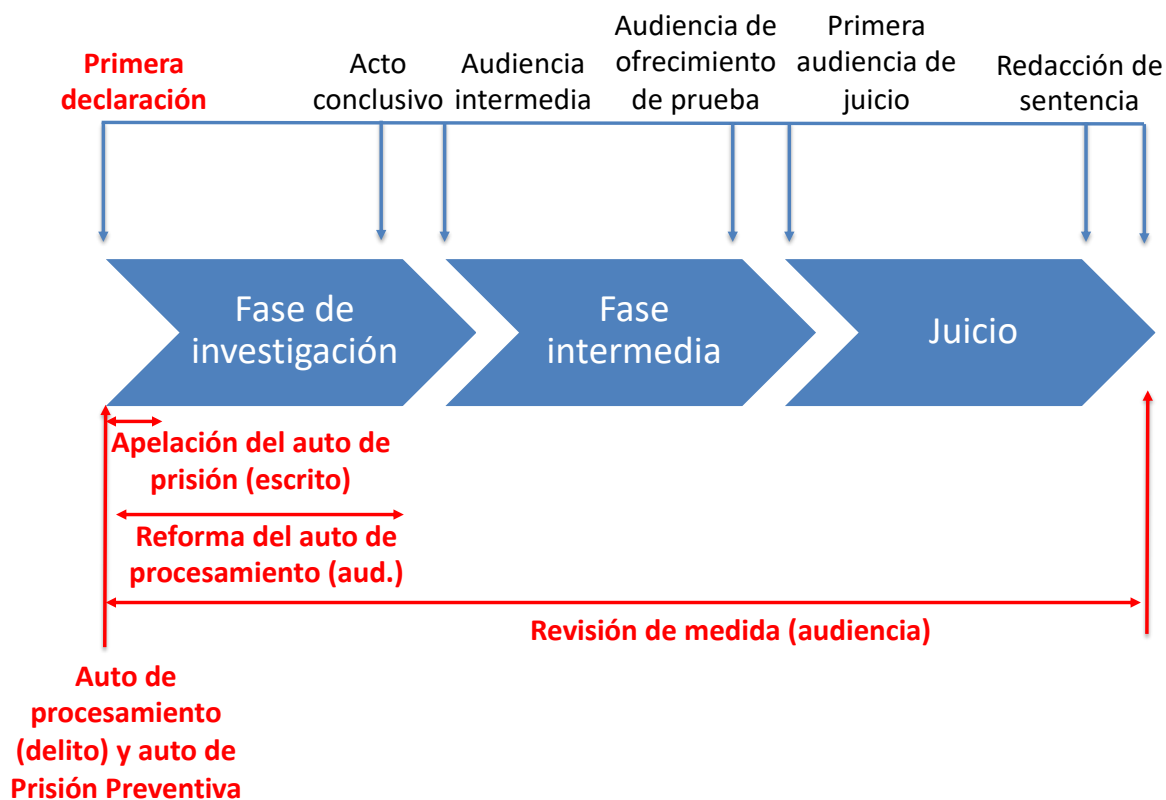 Primera
declaración
Acto
conclusivo
Audiencia
intermedia
Audiencia de
ofrecimiento
de prueba
Primera
audiencia de
juicio
Redacción de
sentencia
Fase de
investigación
Fase
intermedia
Juicio
Apelación del auto de
prisión (escrito)
Reforma del auto de
procesamiento (aud.)
Revisión de medida (audiencia)
Auto de
procesamiento
(delito) y auto de
Prisión Preventiva